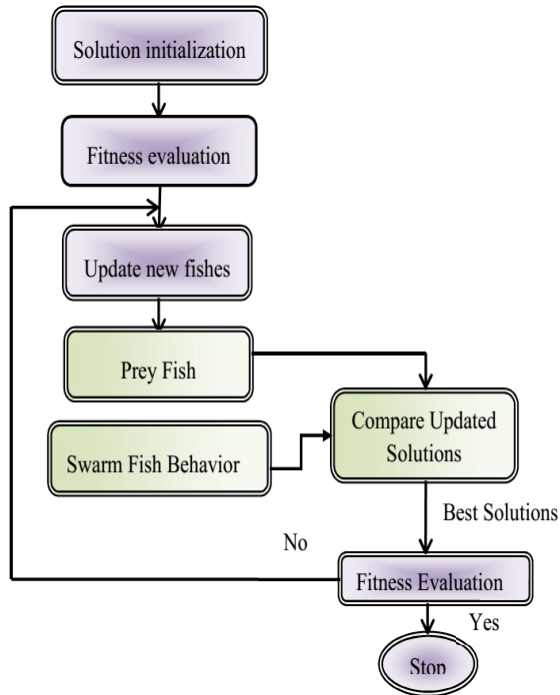 Solution initialization
Fitness evaluation
Update new fishes
Prey Fish
Compare Updated
Solutions
Swarm Fish Behavior
Best Solutions
No
Fitness Evaluation
Yes
Stop